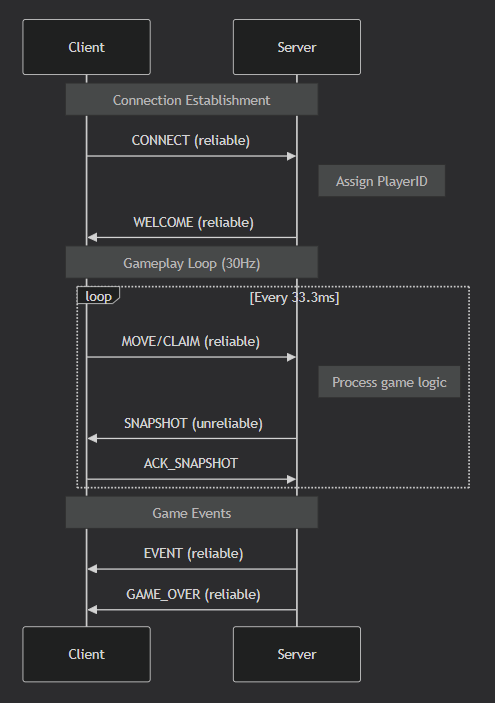 Client
Server
Connection Establishment
CONNECT (reliable)
Assign PlayerID
WELCOME (reliable)
Gameplay Loop (30Hz)
loop
[Every 33.3ms]
MOVE/CLAIM (reliable)
Process game logic
SNAPSHOT (unreliable)
ACK_SNAPSHOT
Game Events
EVENT (reliable)
GAME_OVER (reliable)
Client
Server